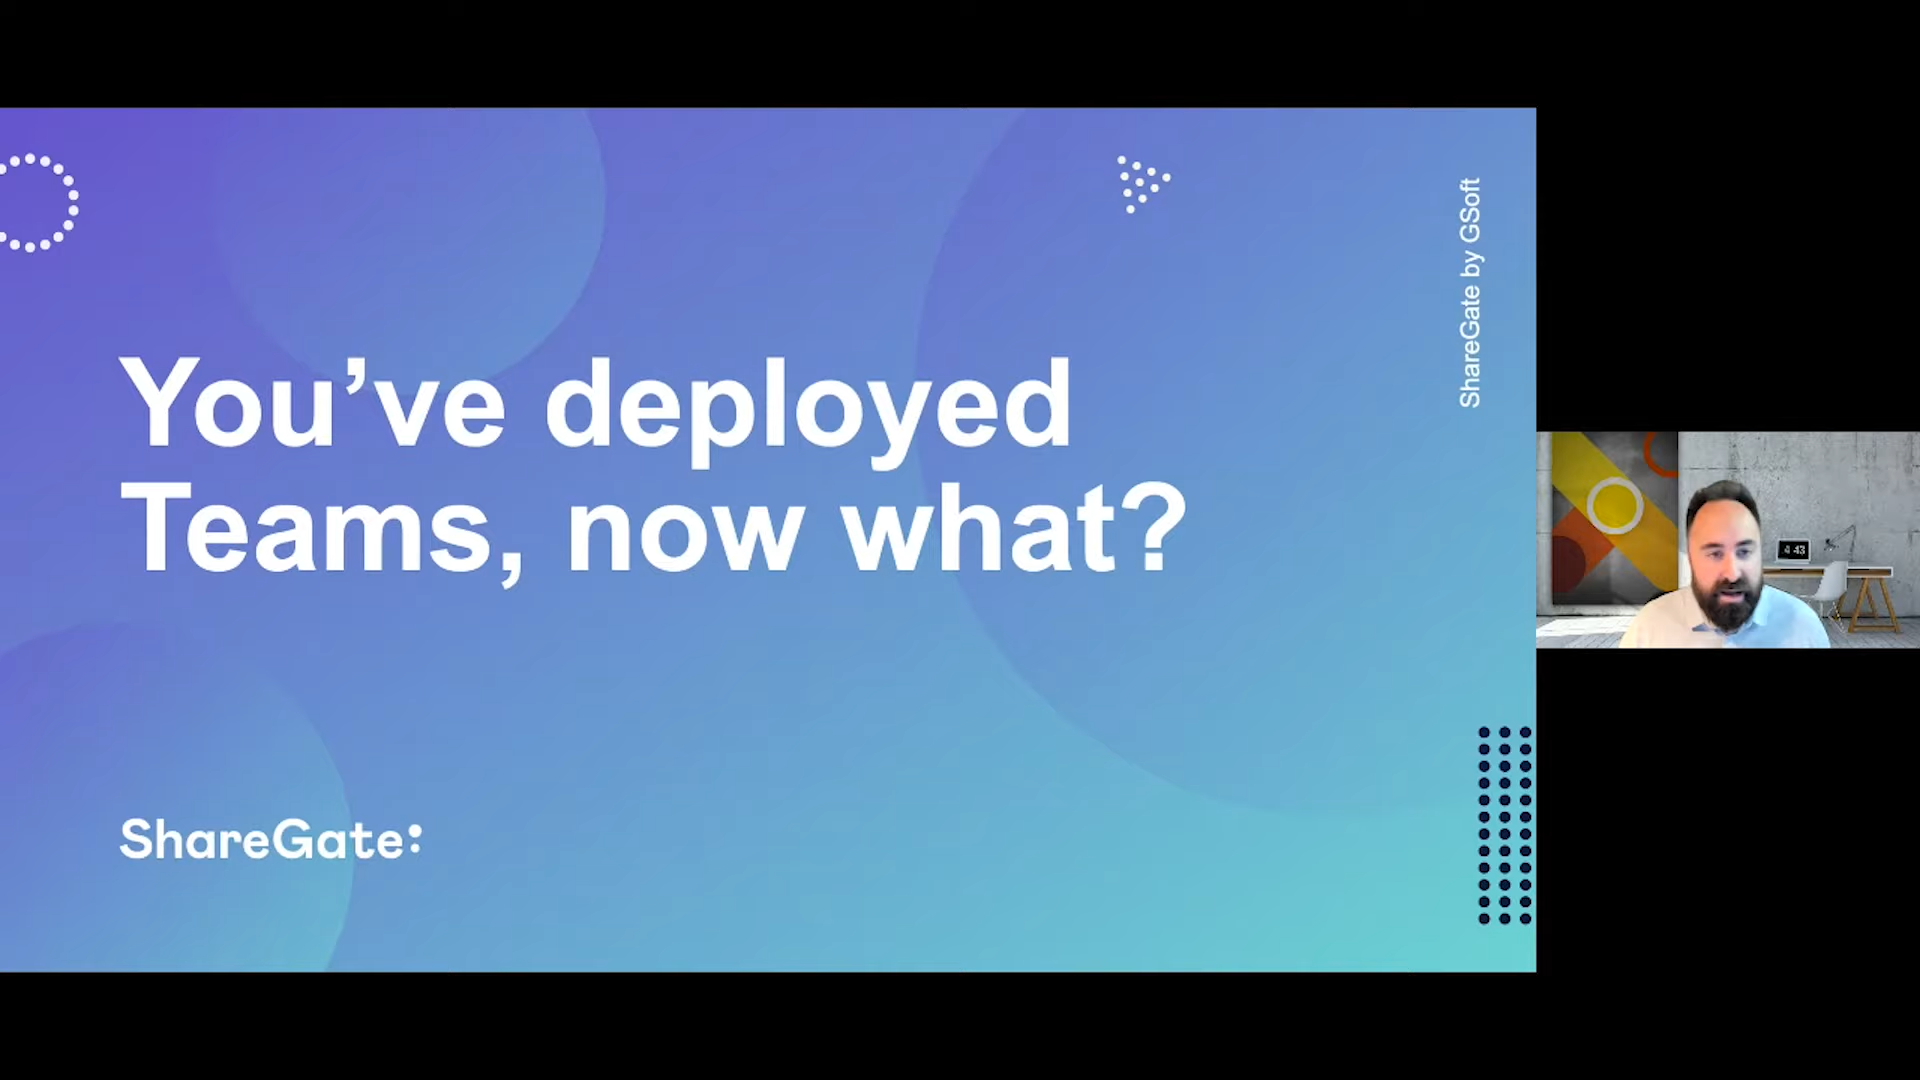 You’ve deployed
Teams, now what?
ShareGate by GSoft
ShareGate:
4 43